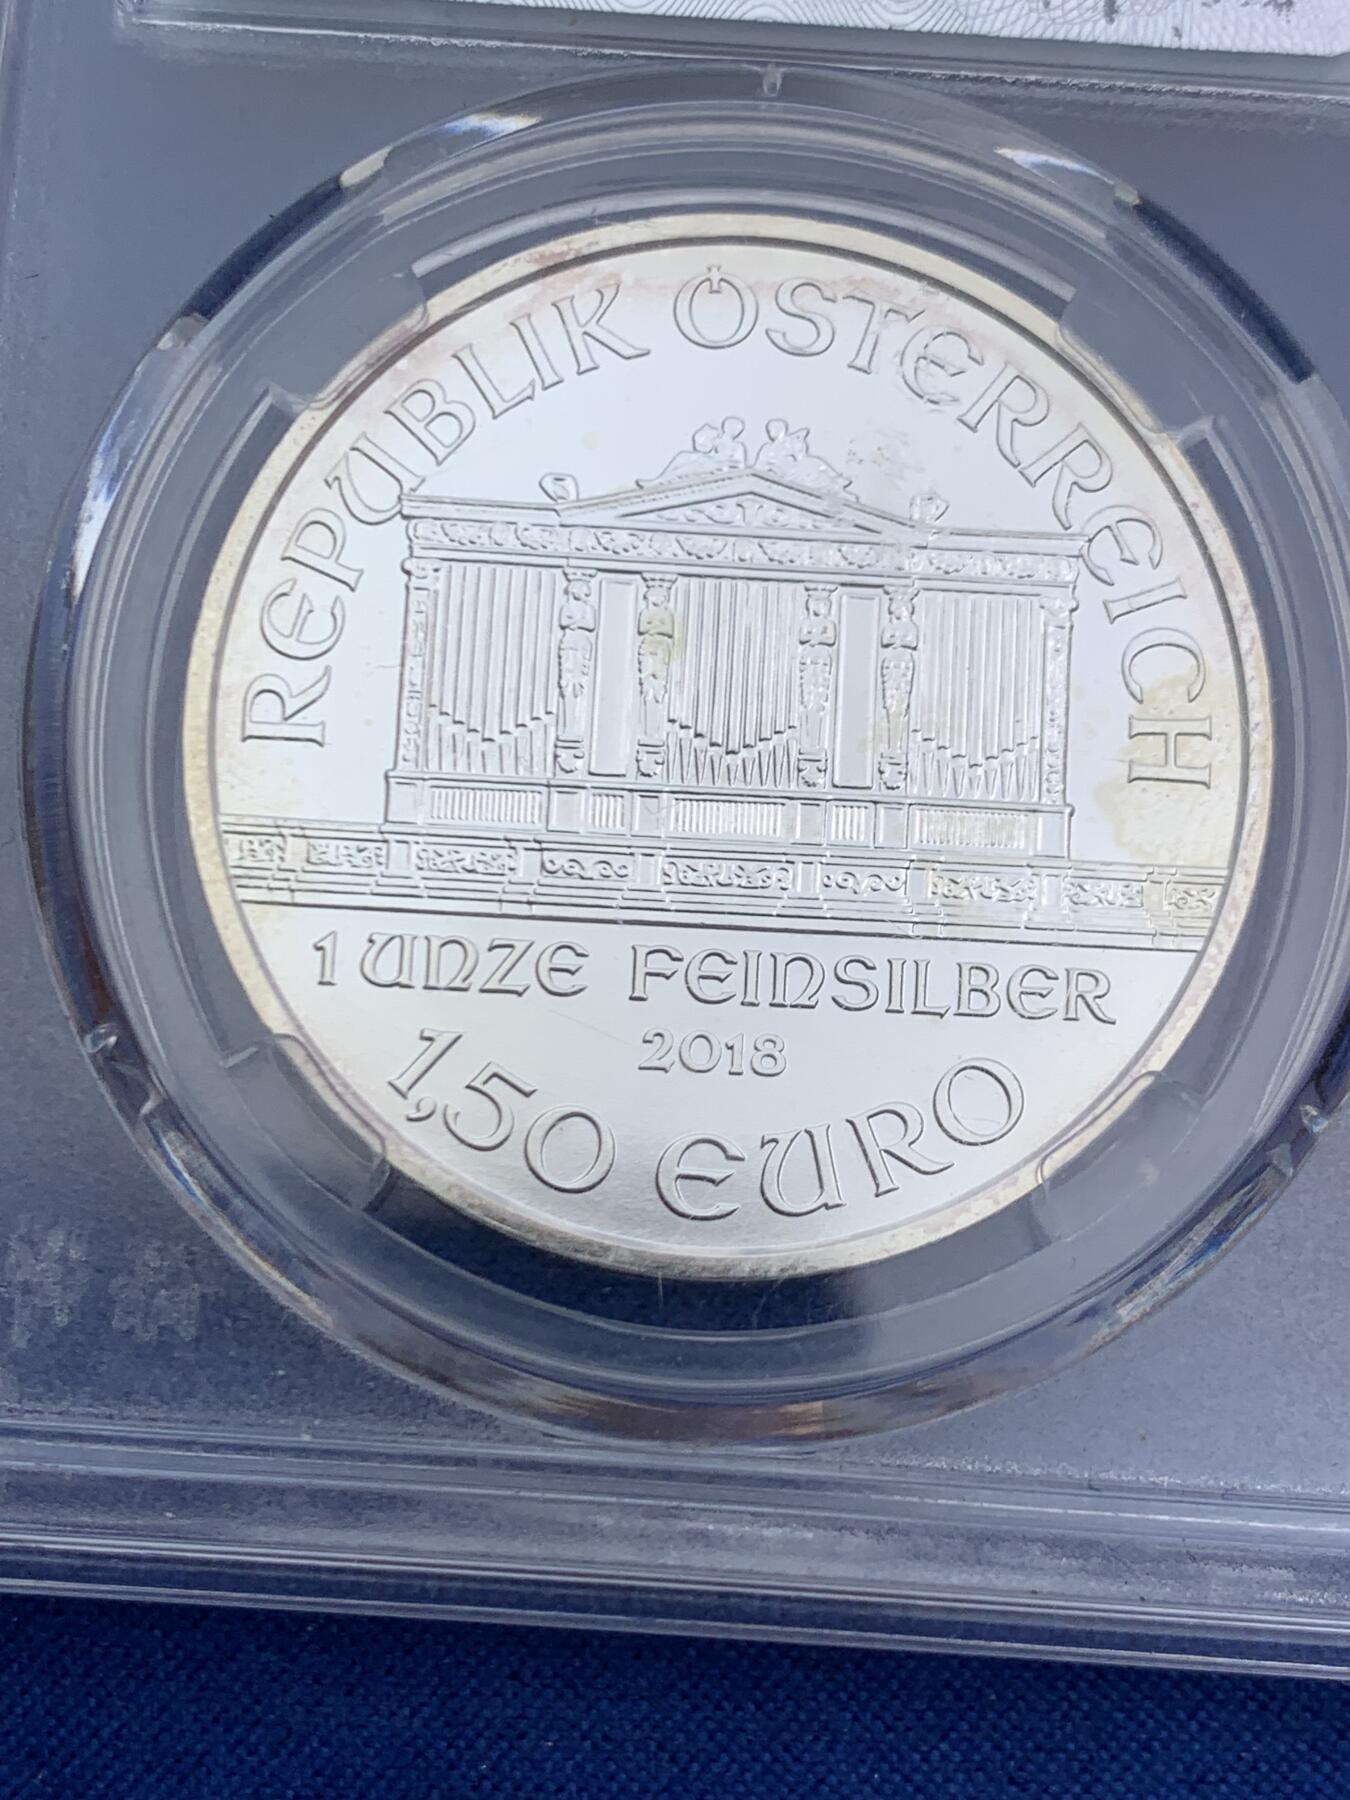 REPUBLIK ÖSTERREICH
1 UNZE FEINSILBER
2018
1,50 EURO